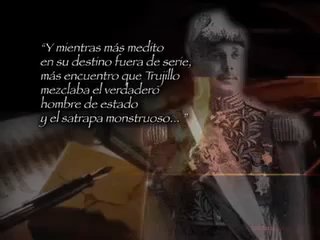 “Y mientras más medito
en su destino fuera de serie,
más encuentro que Trujillo
mezclaba el verdadero
hombre de estado
y el satrapa monstruoso... ”